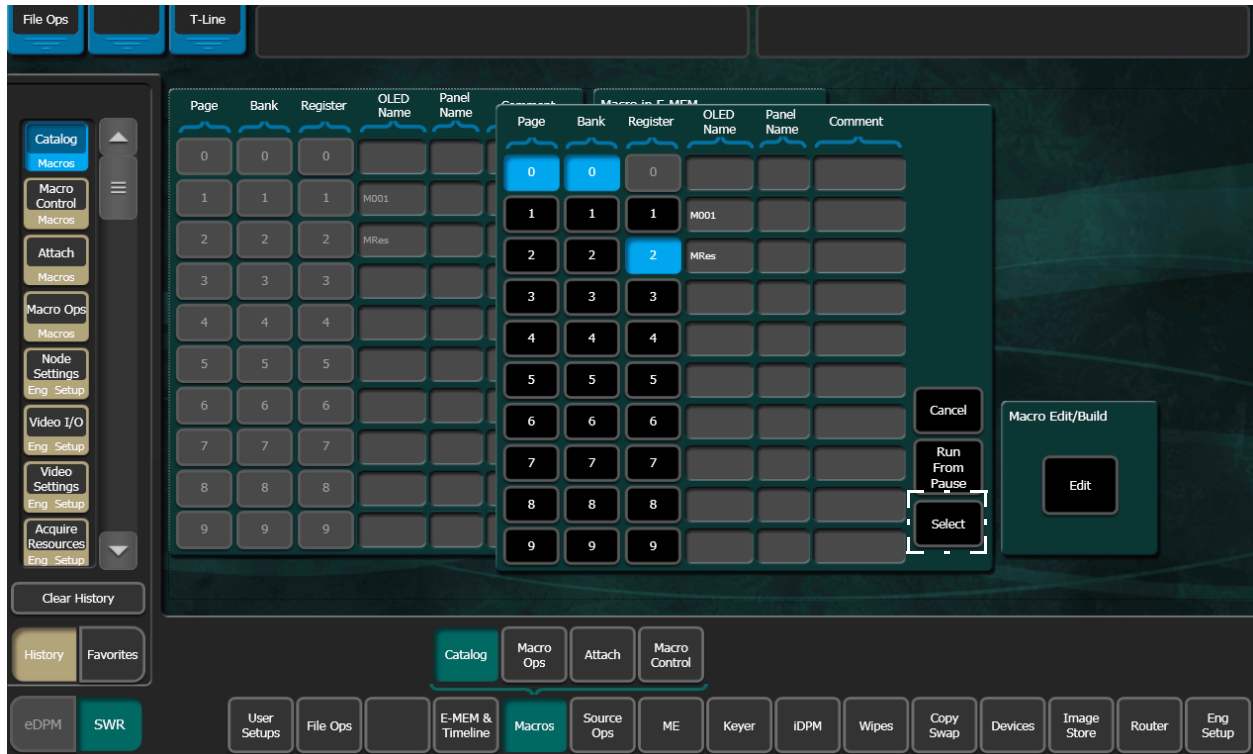 File Ops
T-Line
Page Bank Register OLED Name Panel Name
0 0 0
1 1 1 M001
2 2 2 MRes
3 3 3
4 4 4
5 5 5
6 6 6
7 7 7
8 8 8
9 9 9
Macro in E-MEM
Page Bank Register OLED Name Panel Name Comment
0 0 0
1 1 1 M001
2 2 2 MRes
3 3 3
4 4 4
5 5 5
6 6 6
7 7 7
8 8 8
9 9 9
Cancel
Run
From
Pause
Select
Macro Edit/Build
Edit
Catalog
Macros
Macro
Control
Macros
Attach
Macros
Macro Ops
Macros
Node
Settings
Eng Setup
Video I/O
Eng Setup
Video
Settings
Eng Setup
Acquire
Resources
Eng Setup
Clear History
History Favorites
Catalog
Macro
Ops
Attach
Macro
Control
eDPM SWR
User
Setups
File Ops
E-MEM &
Timeline
Macros
Source
Ops
ME
Keyer
iDPM
Wipes
Copy
Swap
Devices
Image
Store
Router
Eng
Setup